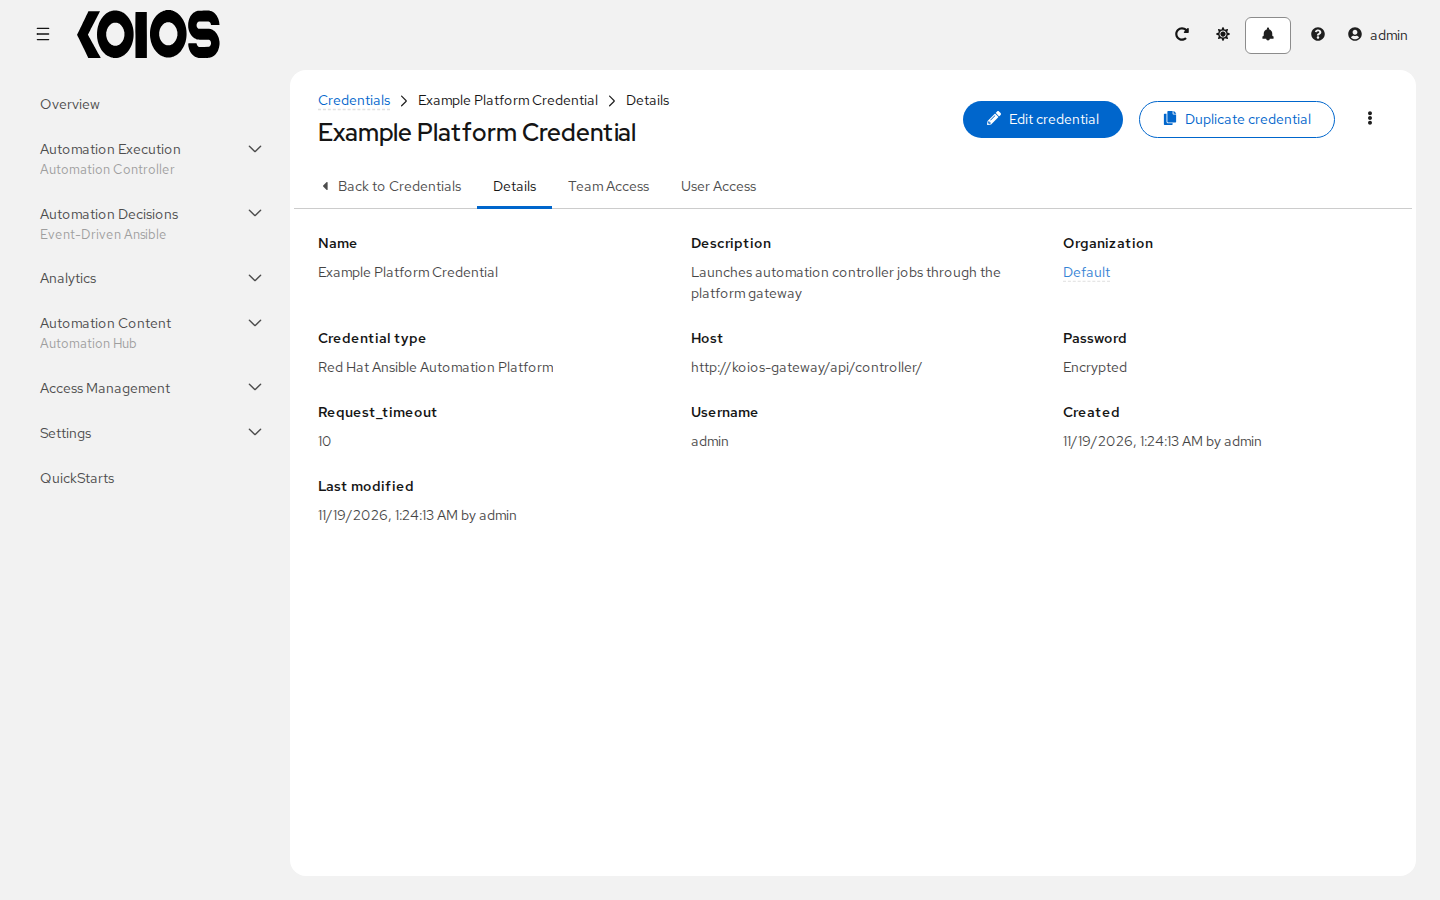 KOIOS
admin
Overview
Automation Execution
Automation Controller
Automation Decisions
Event-Driven Ansible
Analytics
Automation Content
Automation Hub
Access Management
Settings
QuickStarts
Credentials > Example Platform Credential > Details
Example Platform Credential
Edit credential
Duplicate credential
Back to Credentials
Details
Team Access
User Access
Name
Example Platform Credential
Description
Launches automation controller jobs through the
platform gateway
Organization
Default
Credential type
Red Hat Ansible Automation Platform
Host
http://koios-gateway/api/controller/
Password
Encrypted
Request_timeout
10
Username
admin
Created
11/19/2026, 1:24:13 AM by admin
Last modified
11/19/2026, 1:24:13 AM by admin